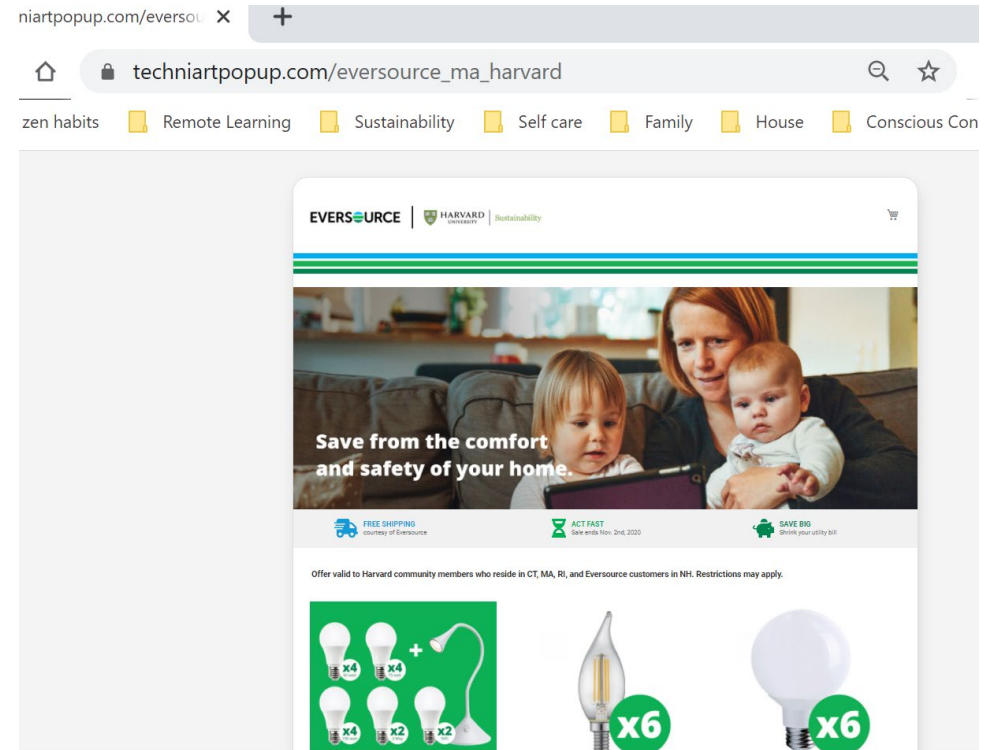 niartpopup.com/eversou
techniartpopup.com/eversource_ma_harvard
zen habits Remote Learning Sustainability Self care Family House Conscious Con
EVERSOURCE HARVARD UNIVERSITY Sustainability
Save from the comfort
and safety of your home.
FREE SHIPPING
courtesy of Eversource
ACT FAST
Sale ends Nov. 2nd, 2020
SAVE BIG
Shrink your utility bill
Offer valid to Harvard community members who reside in CT, MA, RI, and Eversource customers in NH. Restrictions may apply.
x4 x4 +
x4 x2 x2
x6 x6